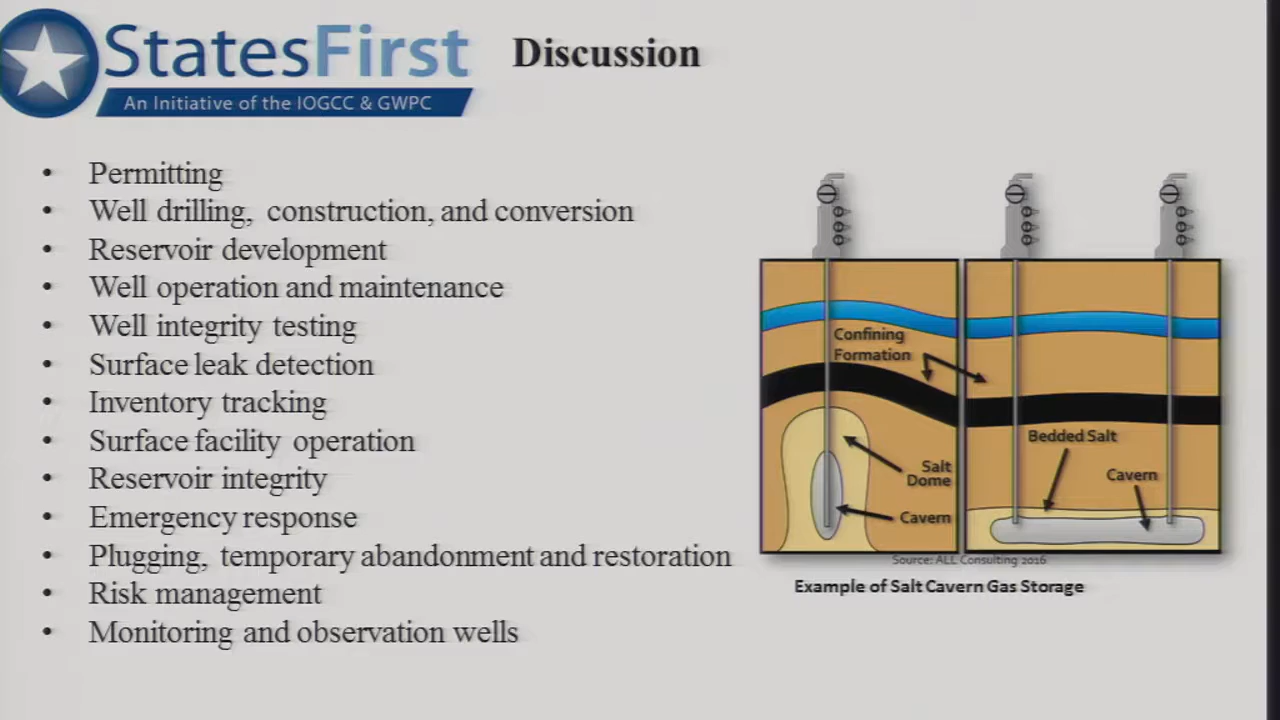 StatesFirst
Discussion
An Initiative of the IOGCC & GWPC
• Permitting
• Well drilling, construction, and conversion
• Reservoir development
• Well operation and maintenance
• Well integrity testing
• Surface leak detection
• Inventory tracking
• Surface facility operation
• Reservoir integrity
• Emergency response
• Plugging, temporary abandonment and restoration
• Risk management
• Monitoring and observation wells
Confining
Formation
Salt
Dome
Cavern
Bedded Salt
Cavern
Source: ALL Consulting 2016
Example of Salt Cavern Gas Storage